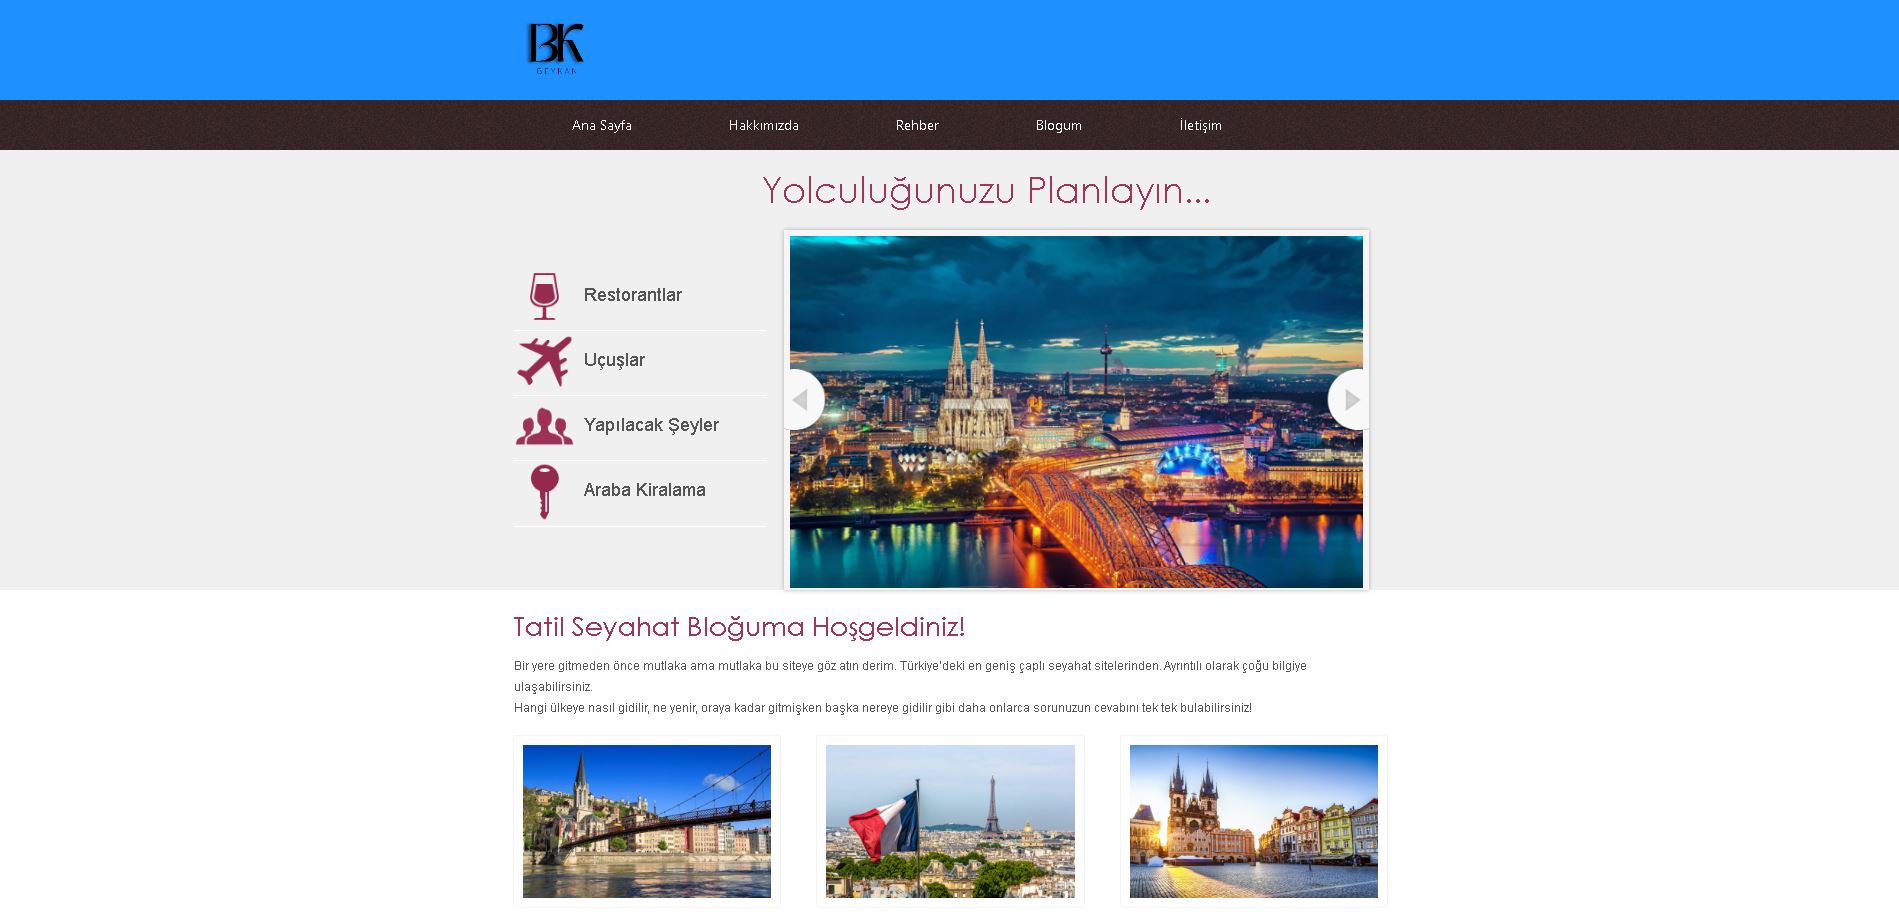 BK
GEYKAN
Ana Sayfa Hakkımızda Rehber Blogum İletişim
Yolculuğunuzu Planlayın...
Restorantlar
Uçuşlar
Yapılacak Şeyler
Araba Kiralama
Tatil Seyahat Bloğuma Hoşgeldiniz!
Bir yere gitmeden önce mutlaka ama mutlaka bu siteye göz atın derim. Türkiye'deki en geniş çaplı seyahat sitelerinden. Ayrıntılı olarak çoğu bilgiye
ulaşabilirsiniz.
Hangi ülkeye nasıl gidilir, ne yenir, oraya kadar gitmişken başka nereye gidilir gibi daha onlarca sorunuzun cevabını tek tek bulabilirsiniz!